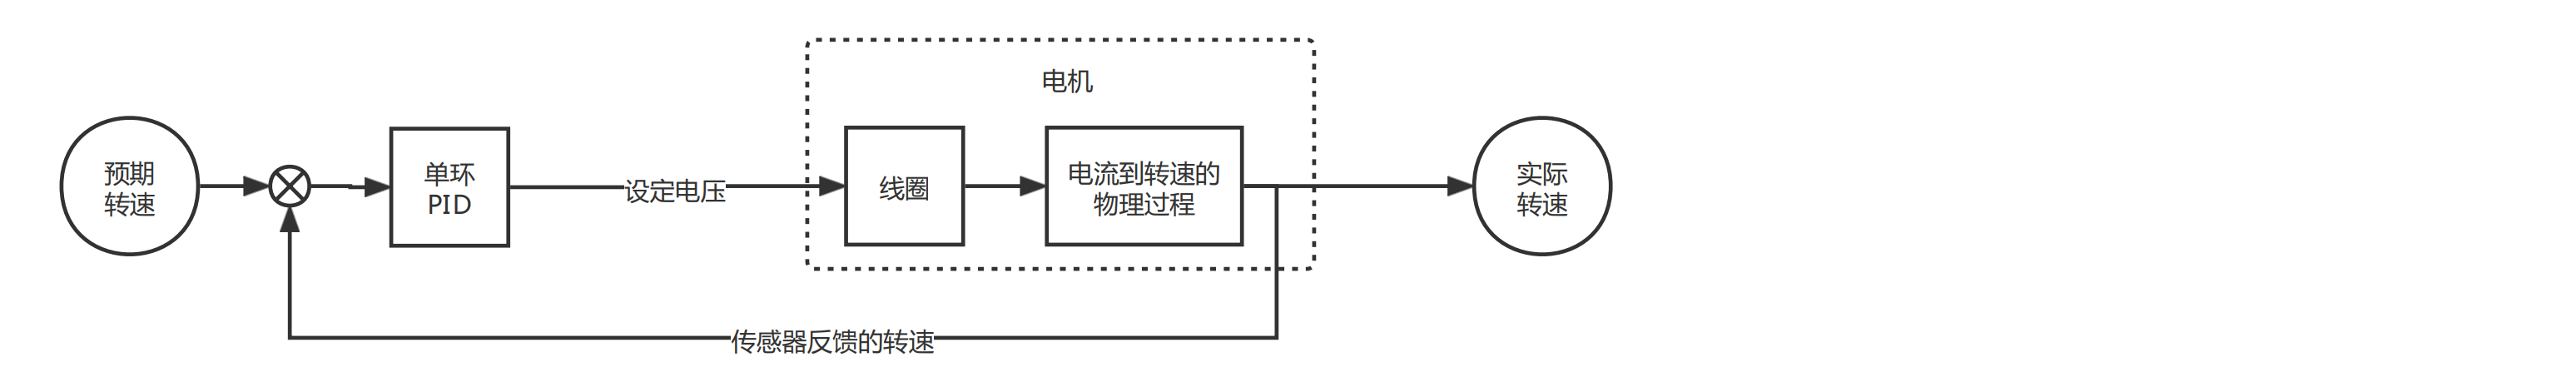 电机
预期
转速
单环
PID
设定电压
线圈
电流到转速的
物理过程
实际
转速
传感器反馈的转速